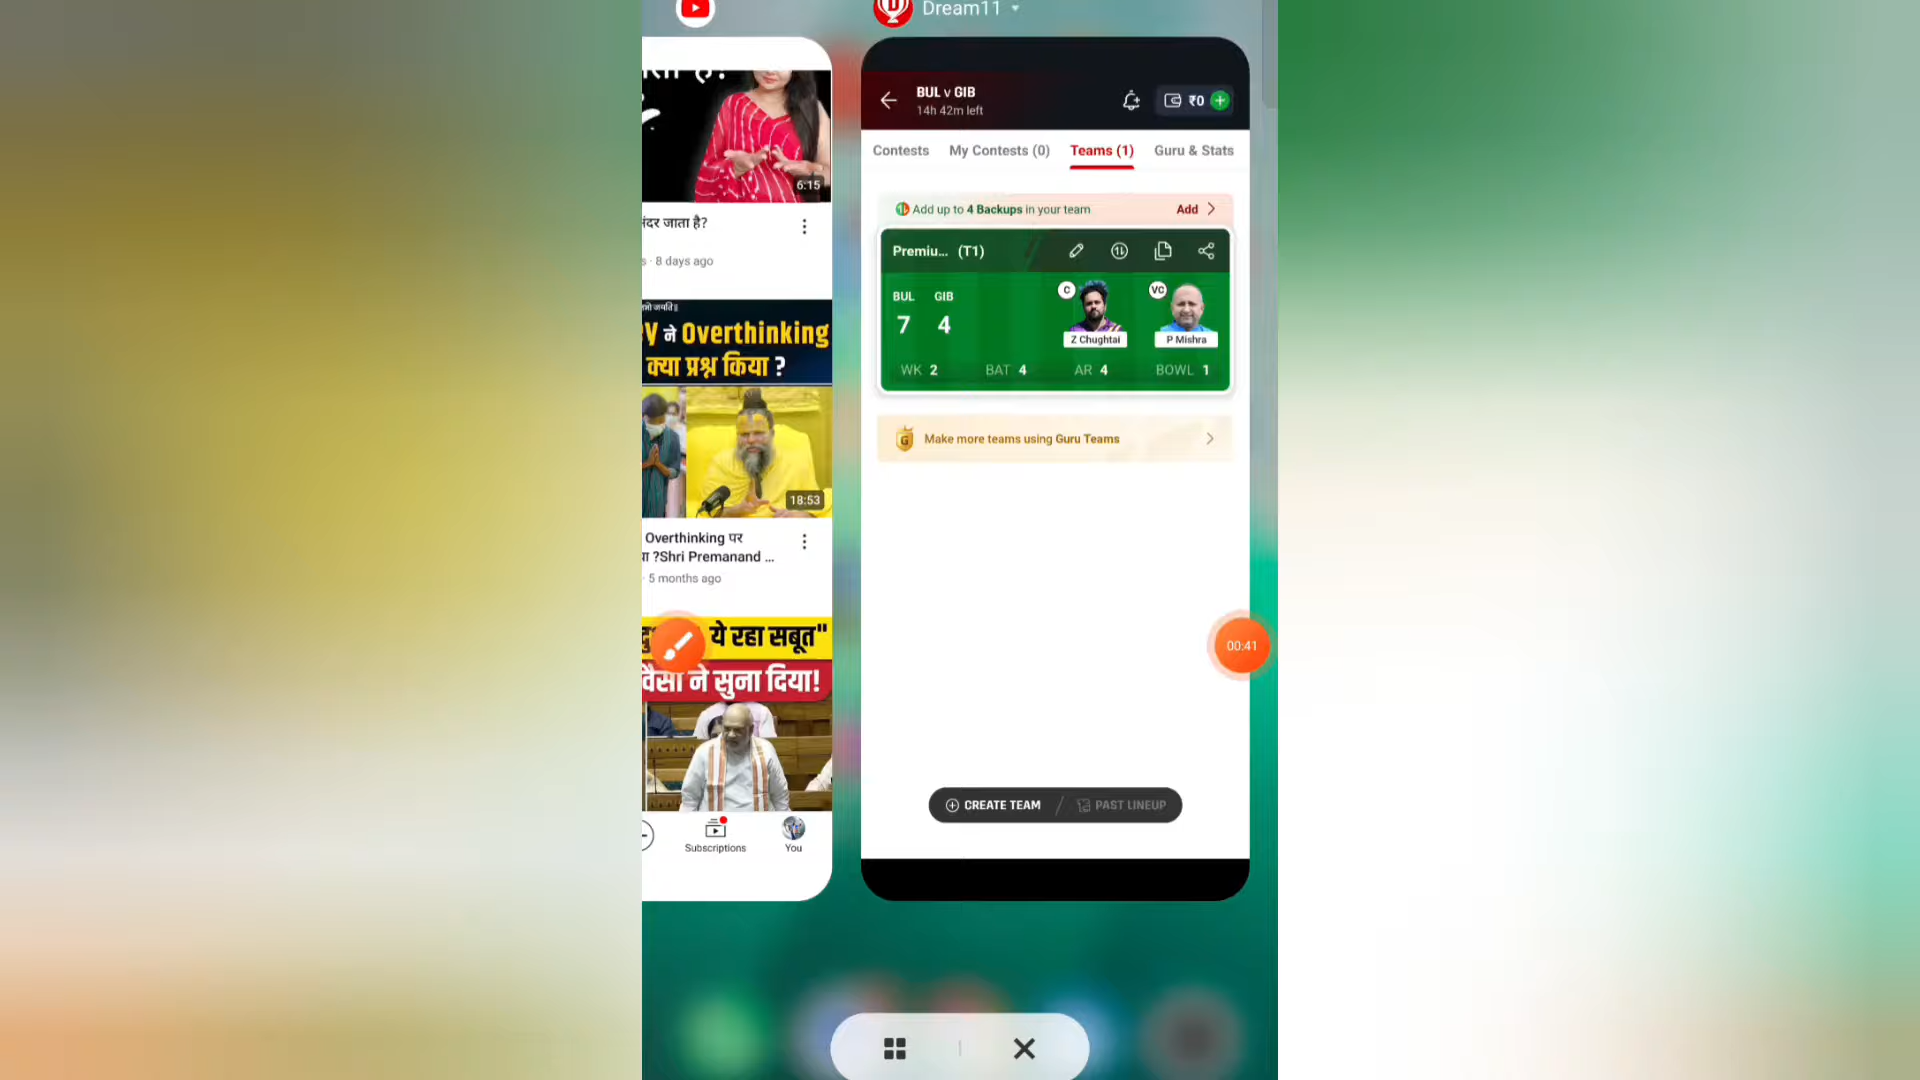 Dream11
6:15
जाता है?
8 days ago
ने Overthinking
क्या प्रश्न किया ?
18:53
Overthinking पर
?Shri Premanand ...
5 months ago
ये रहा सबूत"
ने सुना दिया!
Subscriptions
You
BUL v GIB
14h 42m left
₹0
Contests
My Contests (0)
Teams (1)
Guru & Stats
Add up to 4 Backups in your team
Add
Premiu... (T1)
BUL GIB
7 4
C
Z Chughtai
VC
P Mishra
WK 2
BAT 4
AR 4
BOWL 1
G
Make more teams using Guru Teams
00:41
CREATE TEAM
PAST LINEUP